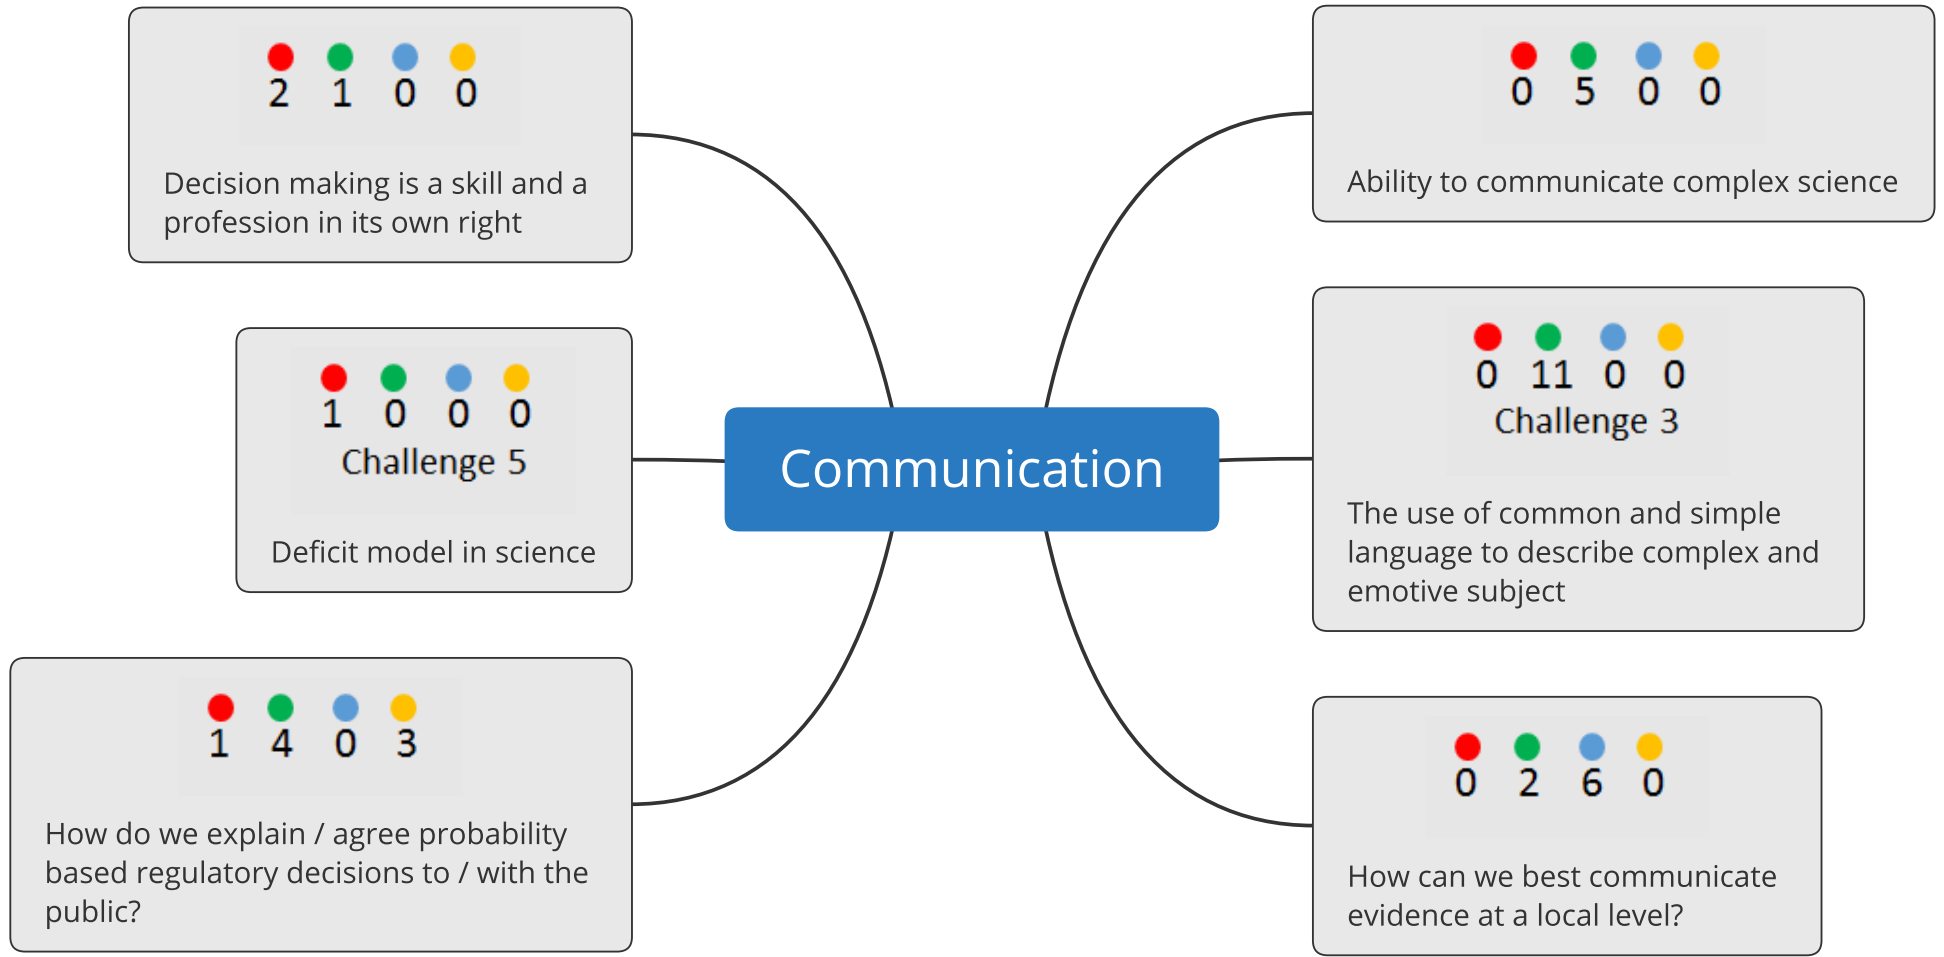 2 1 0 0
Decision making is a skill and a
profession in its own right
1 0 0 0
Challenge 5
Deficit model in science
1 4 0 3
How do we explain / agree probability
based regulatory decisions to / with the
public?
Communication
0 5 0 0
Ability to communicate complex science
0 11 0 0
Challenge 3
The use of common and simple
language to describe complex and
emotive subject
0 2 6 0
How can we best communicate
evidence at a local level?